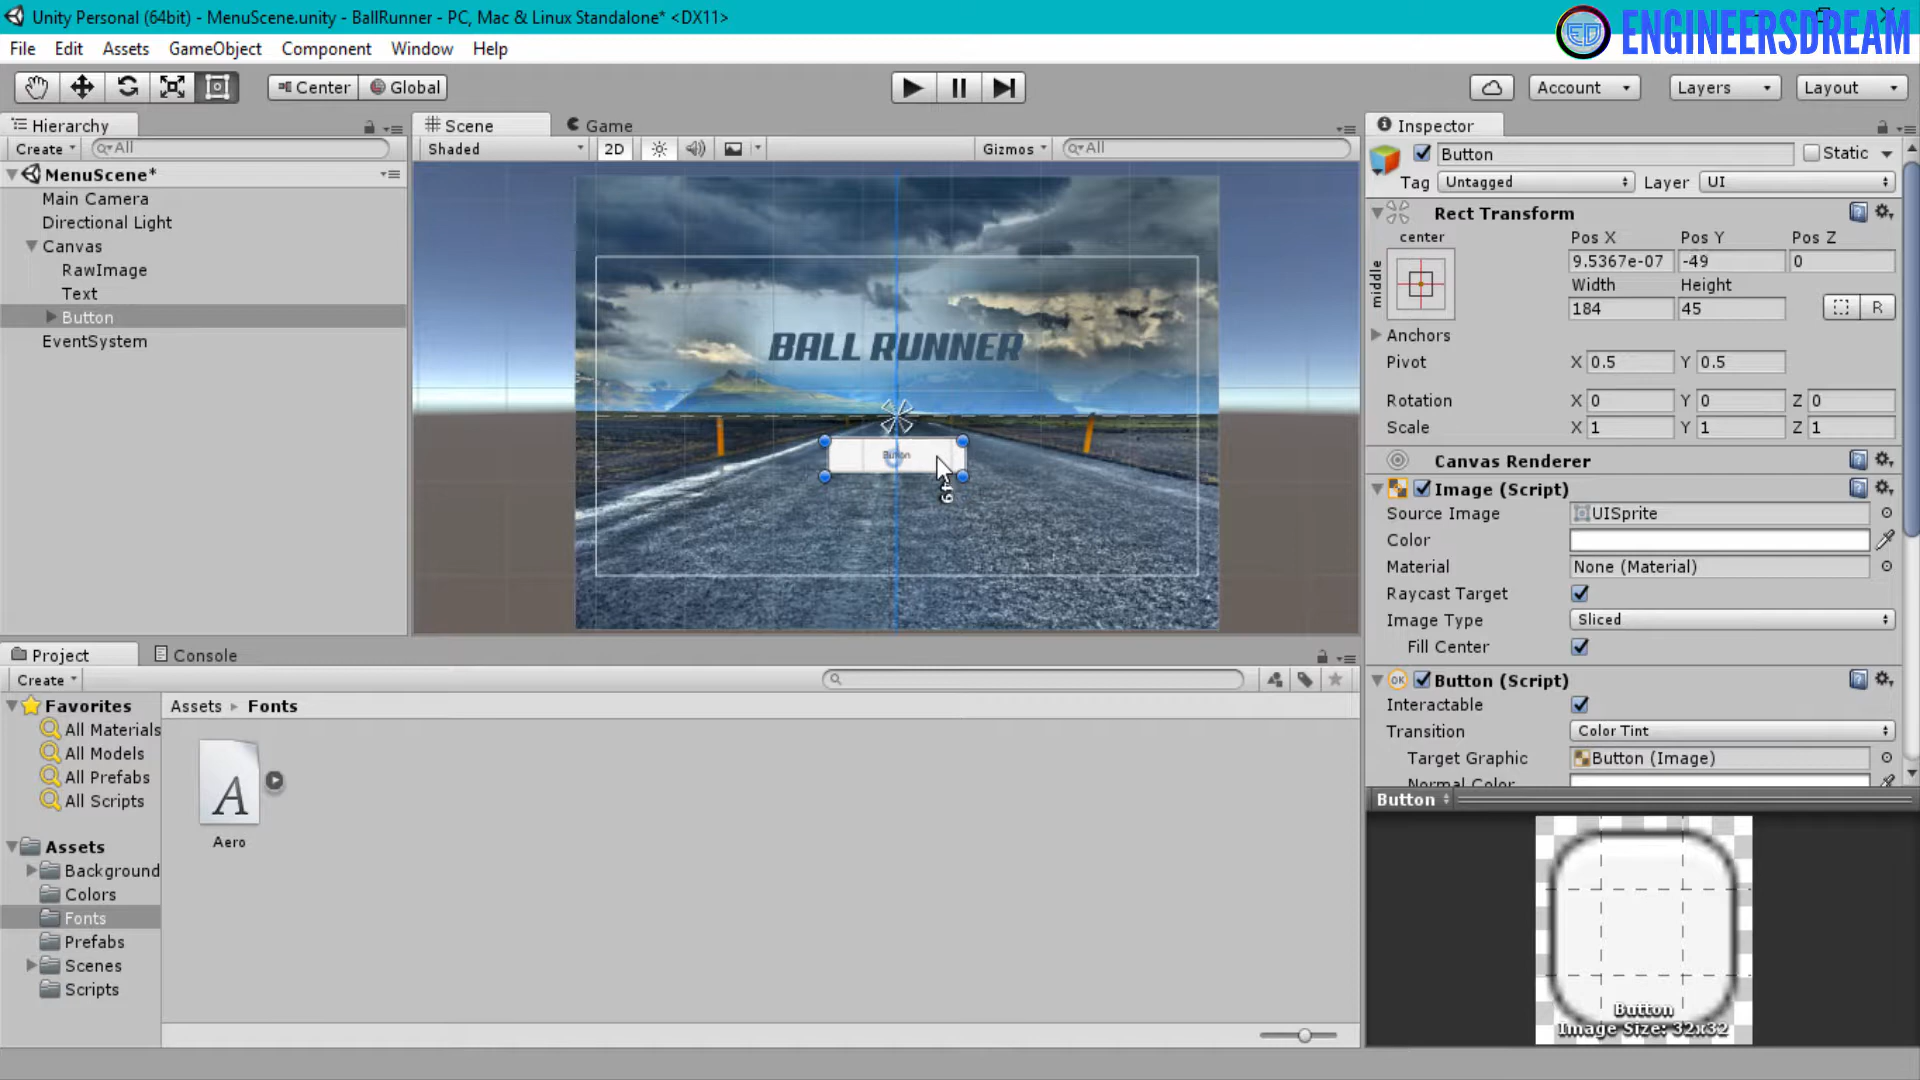 Unity Personal (64bit) - MenuScene.unity - BallRunner - PC, Mac & Linux Standalone* <DX11>
ED ENGINEERSDREAM
File Edit Assets GameObject Component Window Help
Center Global Account Layers Layout
Hierarchy
Create All
MenuScene*
Main Camera
Directional Light
Canvas
RawImage
Text
Button
EventSystem
Scene Game
Shaded 2D Gizmos All
BALL RUNNER
Button
-49
Inspector
Button Static
Tag Untagged Layer UI
Rect Transform
center
middle
Pos X Pos Y Pos Z
9.5367e-07 -49 0
Width Height
184 45
R
Anchors
Pivot X 0.5 Y 0.5
Rotation X 0 Y 0 Z 0
Scale X 1 Y 1 Z 1
Canvas Renderer
Image (Script)
Source Image UISprite
Color
Material None (Material)
Raycast Target
Image Type Sliced
Fill Center
OK Button (Script)
Interactable
Transition Color Tint
Target Graphic Button (Image)
Normal Color
Button
Button
Image Size: 32x32
Project Console
Create
Favorites
All Materials
All Models
All Prefabs
All Scripts
Assets
Background
Colors
Fonts
Prefabs
Scenes
Scripts
Assets Fonts
A
Aero